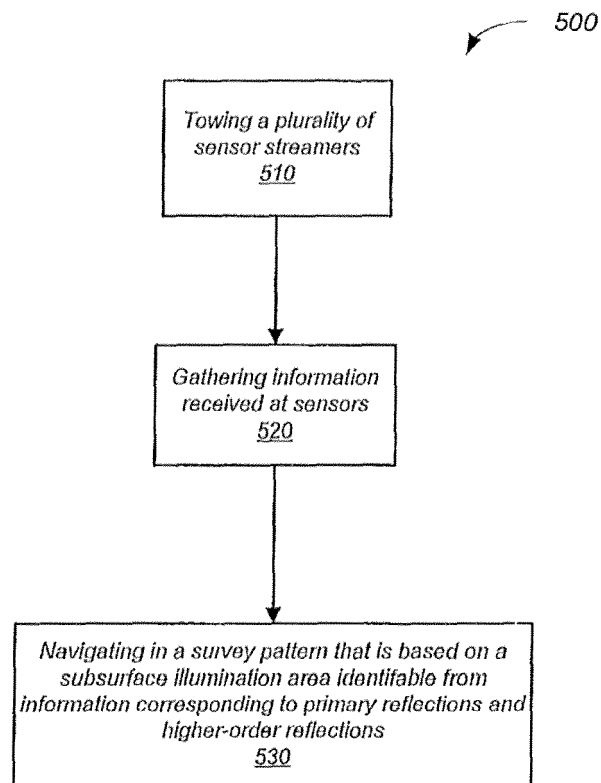 500
Towing a plurality of
sensor streamers
510
Gathering information
received at sensors
520
Navigating in a survey pattern that is based on a
subsurface illumination area identifable from
information corresponding to primary reflections and
higher-order reflections
530